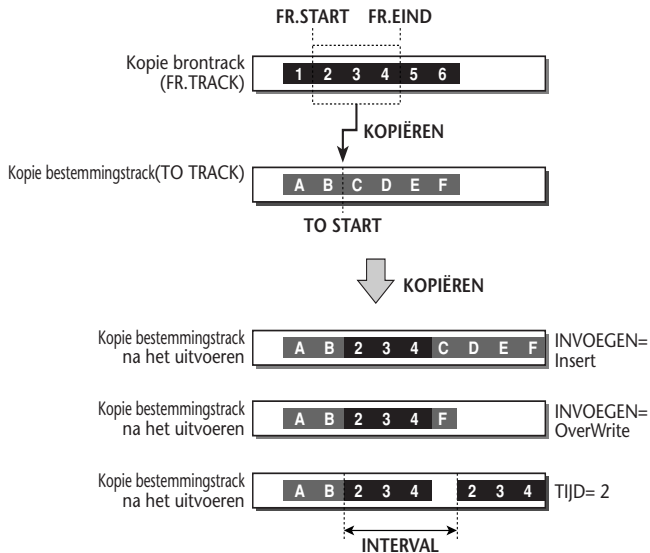 FR.START FR.EIND
Kopie brontrack
(FR.TRACK)
1 2 3 4 5 6
KOPIËREN
Kopie bestemmingstrack(TO TRACK)
A B C D E F
TO START
KOPIËREN
Kopie bestemmingstrack
na het uitvoeren
A B 2 3 4 C D E F
INVOEGEN=
Insert
Kopie bestemmingstrack
na het uitvoeren
A B 2 3 4 F
INVOEGEN=
OverWrite
Kopie bestemmingstrack
na het uitvoeren
A B 2 3 4 2 3 4
TIJD= 2
INTERVAL